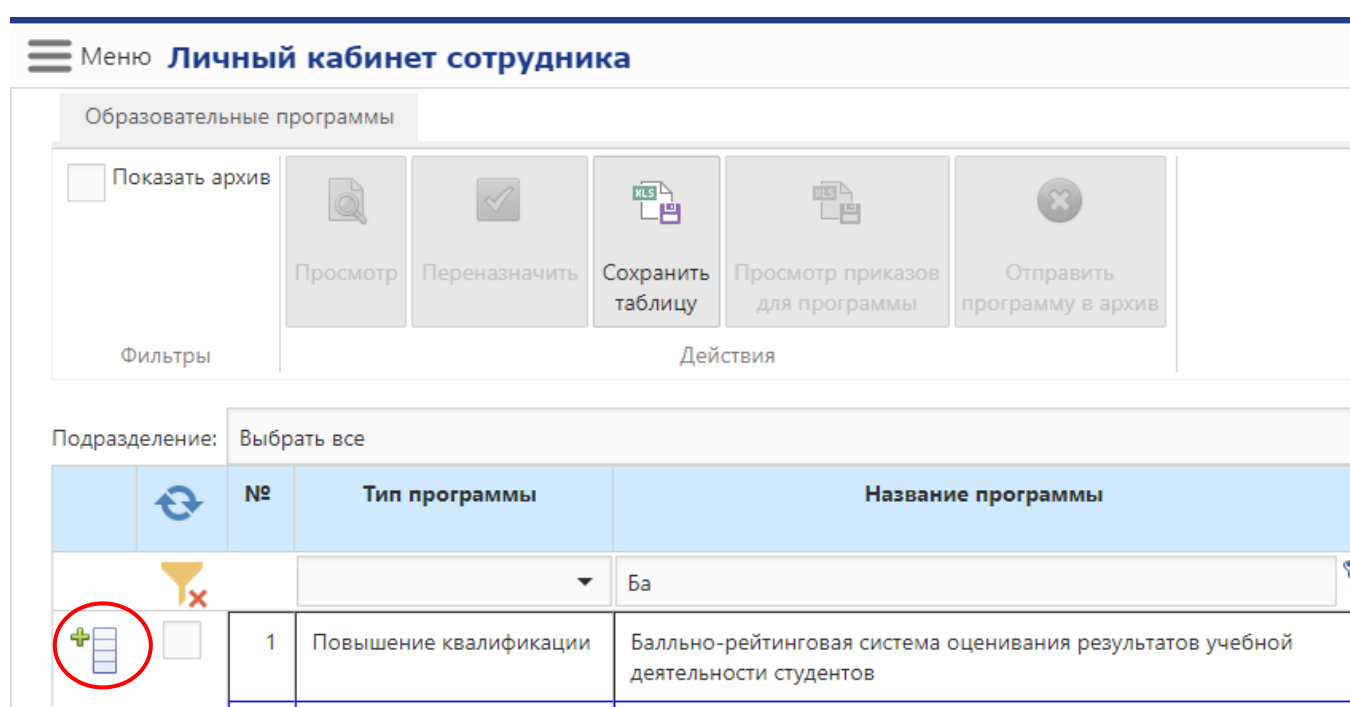 Меню Личный кабинет сотрудника
Образовательные программы
Показать архив
Просмотр
Переназначить
XLS
Сохранить
таблицу
XLS
Просмотр приказов
для программы
Отправить
программу в архив
Фильтры
Действия
Подразделение: Выбрать все
№ Тип программы Название программы
Ба
1 Повышение квалификации Балльно-рейтинговая система оценивания результатов учебной
деятельности студентов